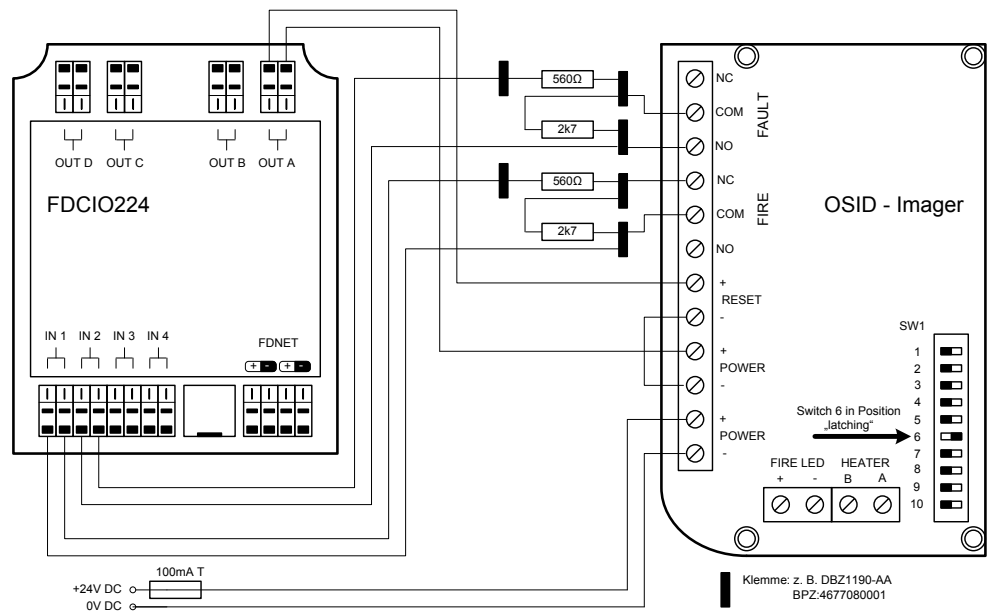 OUT D OUT C OUT B OUT A
FDCIO224
IN 1 IN 2 IN 3 IN 4
FDNET
+ - + -
560Ω
2k7
560Ω
2k7
NC
COM
NO
FAULT
NC
COM
NO
FIRE
+
RESET
-
+
POWER
-
+
POWER
-
OSID - Imager
SW1
1
2
3
4
5
6
7
8
9
10
Switch 6 in Position
„latching“
FIRE LED HEATER
+ - B A
100mA T
+24V DC
0V DC
Klemme: z. B. DBZ1190-AA
BPZ:4677080001